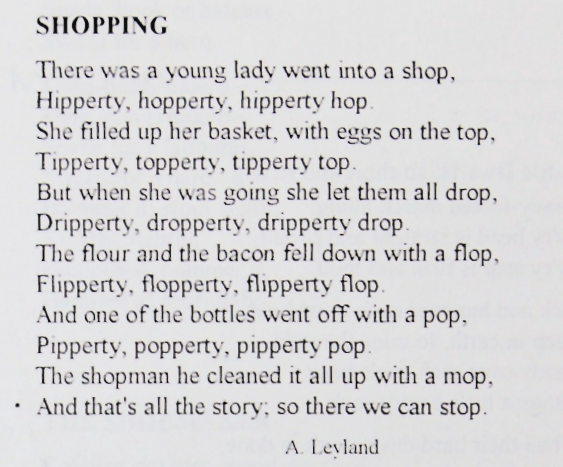 SHOPPING
There was a young lady went into a shop,
Hipperty, hopperty, hipperty hop.
She filled up her basket, with eggs on the top,
Tipperty, topperty, tipperty top.
But when she was going she let them all drop,
Dripperty, dropperty, dripperty drop.
The flour and the bacon fell down with a flop,
Flipperty, flopperty, flipperty flop.
And one of the bottles went off with a pop,
Pipperty, popperty, pipperty pop.
The shopman he cleaned it all up with a mop,
And that's all the story; so there we can stop.
A. Leyland